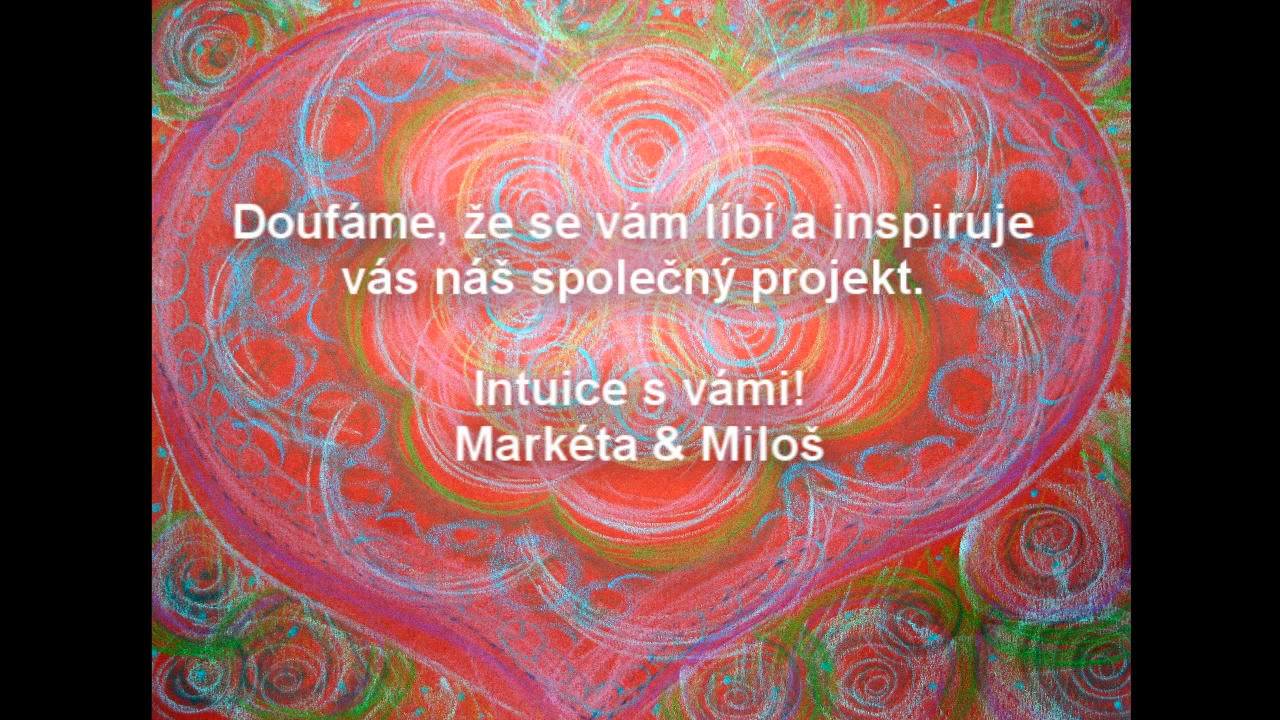 Doufáme, že se vám líbí a inspiruje
vás náš společný projekt.
Intuice s vámi!
Markéta & Miloš